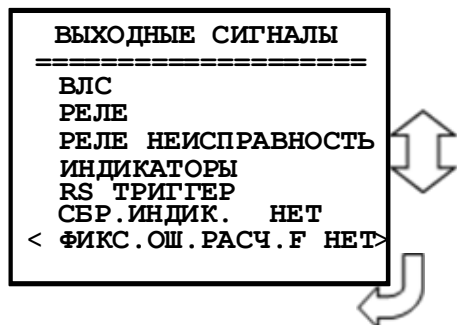 ВЫХОДНЫЕ СИГНАЛЫ
====================
ВЛС
РЕЛЕ
РЕЛЕ НЕИСПРАВНОСТЬ
ИНДИКАТОРЫ
RS ТРИГГЕР
СБР.ИНДИК. НЕТ
< ФИКС.ОШ.РАСЧ.F НЕТ>